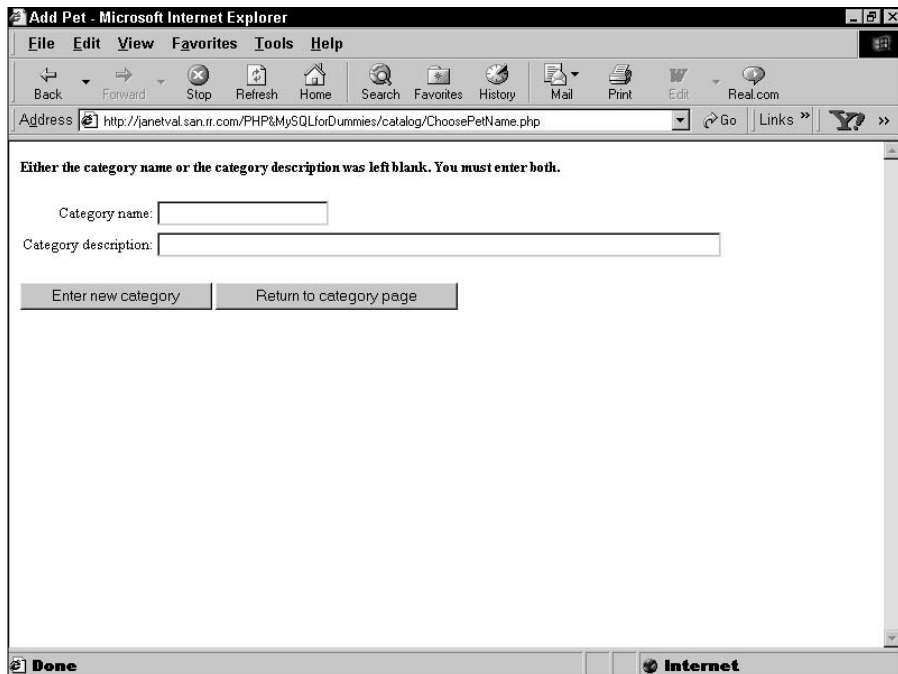 Add Pet - Microsoft Internet Explorer
File Edit View Favorites Tools Help
Back Forward Stop Refresh Home Search Favorites History Mail Print Edit Real.com
Address http://janetval.san.rr.com/PHP&MySQLforDummies/catalog/ChoosePetName.php Go Links » Y? »
Either the category name or the category description was left blank. You must enter both.
Category name:
Category description:
Enter new category Return to category page
Done Internet